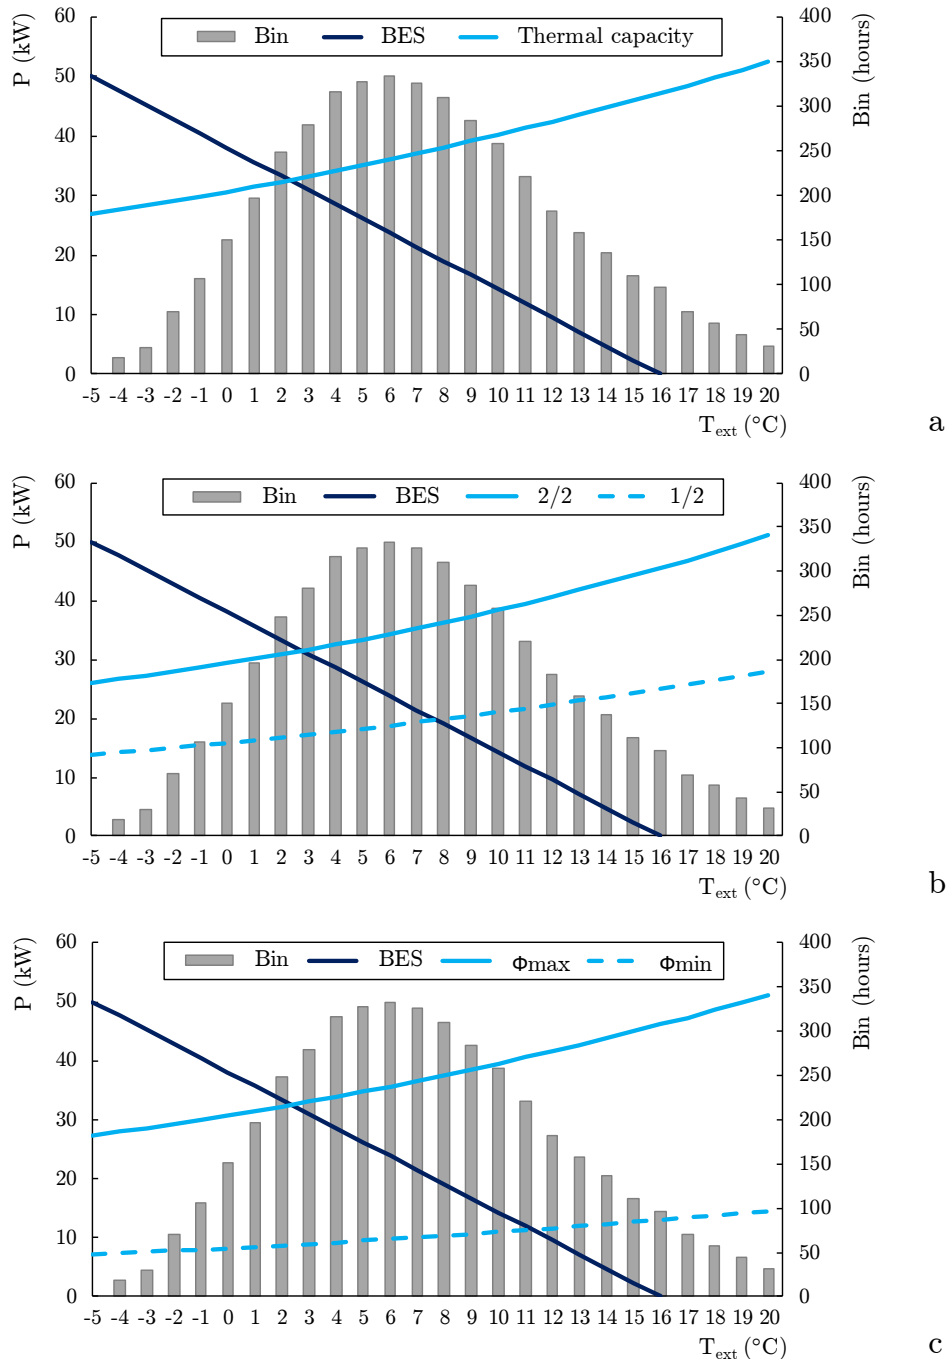 P (kW)
Bin (hours)
Bin BES Thermal capacity
60 400
50 350
40 300
30 250
20 200
10 150
0 100
50
0
-5 -4 -3 -2 -1 0 1 2 3 4 5 6 7 8 9 10 11 12 13 14 15 16 17 18 19 20
T_ext (°C)
a
P (kW)
Bin (hours)
Bin BES 2/2 1/2
60 400
50 350
40 300
30 250
20 200
10 150
0 100
50
0
-5 -4 -3 -2 -1 0 1 2 3 4 5 6 7 8 9 10 11 12 13 14 15 16 17 18 19 20
T_ext (°C)
b
P (kW)
Bin (hours)
Bin BES Φmax Φmin
60 400
50 350
40 300
30 250
20 200
10 150
0 100
50
0
-5 -4 -3 -2 -1 0 1 2 3 4 5 6 7 8 9 10 11 12 13 14 15 16 17 18 19 20
T_ext (°C)
c